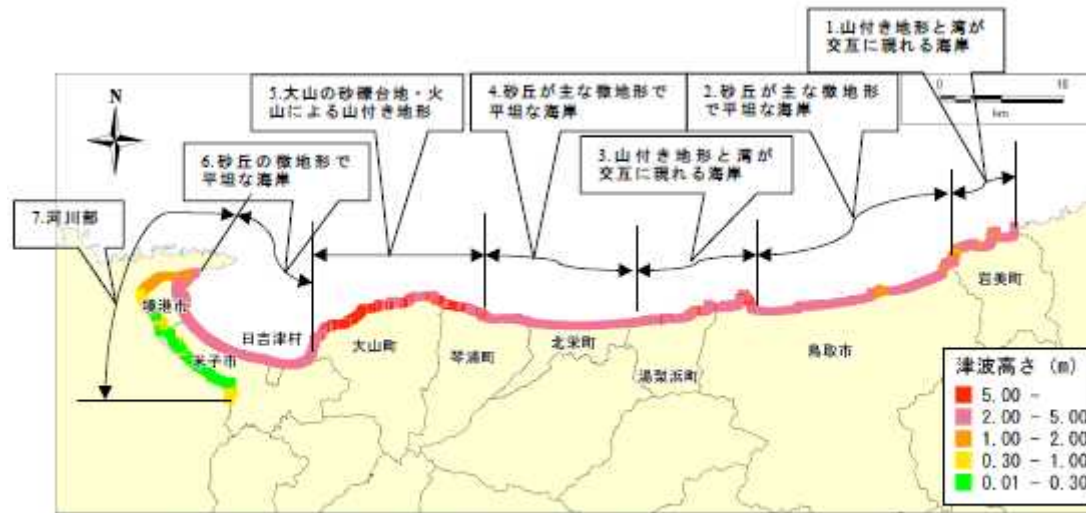 1.山付き地形と湾が
交互に現れる海岸
5.大山の砂礫台地・火
山による山付き地形
4.砂丘が主な微地形で
平坦な海岸
2.砂丘が主な微地形
で平坦な海岸
0
10
km
N
6.砂丘の微地形で
平坦な海岸
3.山付き地形と湾が
交互に現れる海岸
7.河川部
境港市
日吉津村
米子市
大山町
琴浦町
北栄町
湯梨浜町
鳥取市
岩美町
津波高さ (m)
5.00 -
2.00 - 5.00
1.00 - 2.00
0.30 - 1.00
0.01 - 0.30